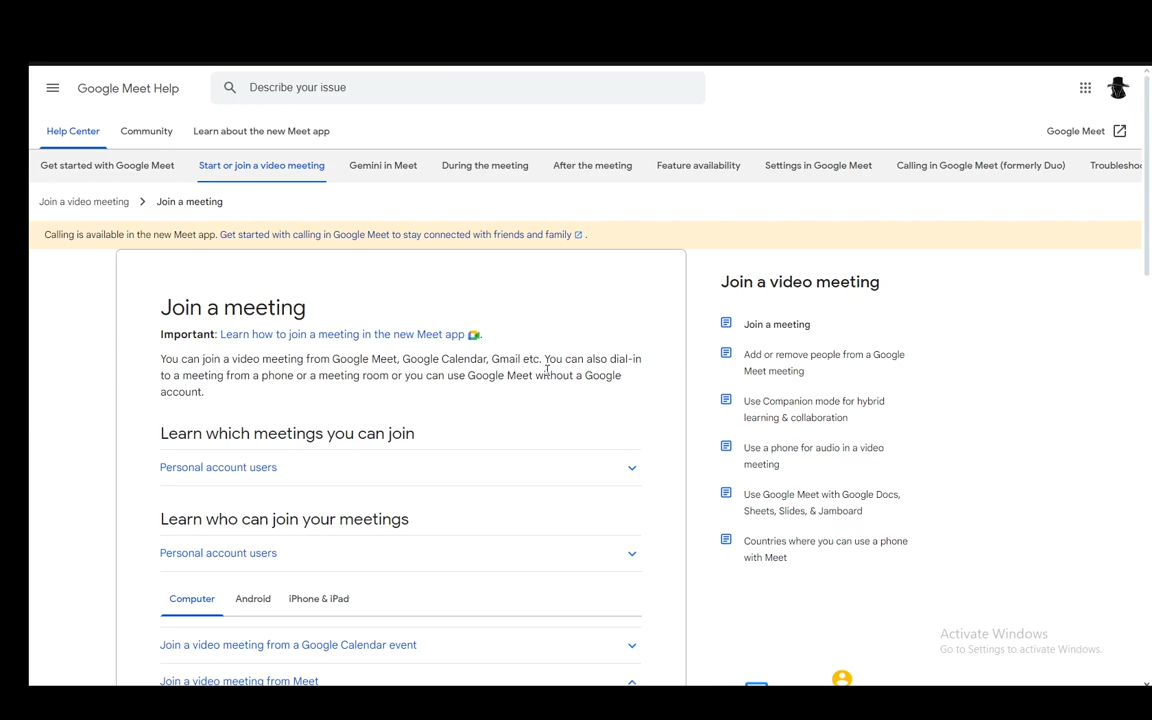 Google Meet Help
Describe your issue
Help Center
Community
Learn about the new Meet app
Google Meet
Get started with Google Meet
Start or join a video meeting
Gemini in Meet
During the meeting
After the meeting
Feature availability
Settings in Google Meet
Calling in Google Meet (formerly Duo)
Join a video meeting
Join a meeting
Calling is available in the new Meet app. Get started with calling in Google Meet to stay connected with friends and family .
Join a meeting
Important: Learn how to join a meeting in the new Meet app .
You can join a video meeting from Google Meet, Google Calendar, Gmail etc. You can also dial-in
to a meeting from a phone or a meeting room or you can use Google Meet without a Google
account.
Learn which meetings you can join
Personal account users
Learn who can join your meetings
Personal account users
Computer
Android
iPhone & iPad
Join a video meeting from a Google Calendar event
Join a video meeting from Meet
Join a video meeting
Join a meeting
Add or remove people from a Google
Meet meeting
Use Companion mode for hybrid
learning & collaboration
Use a phone for audio in a video
meeting
Use Google Meet with Google Docs,
Sheets, Slides, & Jamboard
Countries where you can use a phone
with Meet
Activate Windows
Go to Settings to activate Windows.